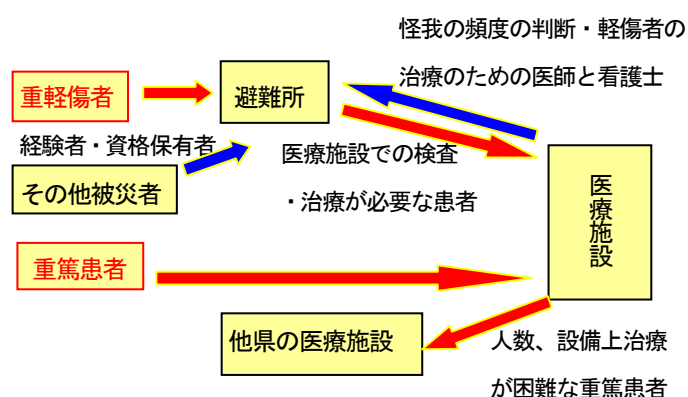 怪我の頻度の判断・軽傷者の
治療のための医師と看護士
重軽傷者
避難所
経験者・資格保有者
医療施設での検査
・治療が必要な患者
その他被災者
医療施設
重篤患者
他県の医療施設
人数、設備上治療
が困難な重篤患者